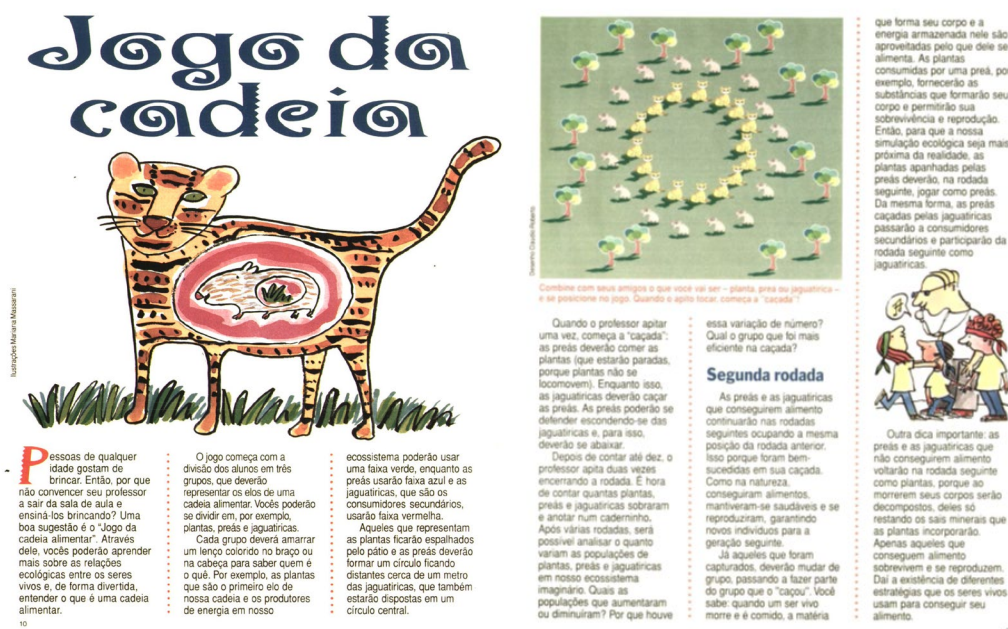 Jogo da
cadeia
Ilustrações Mariana Massarani
Pessoas de qualquer
idade gostam de
brincar. Então, por que
não convencer seu professor
a sair da sala de aula e
ensiná-los brincando? Uma
boa sugestão é o “Jogo da
cadeia alimentar”. Através
dele, vocês poderão aprender
mais sobre as relações
ecológicas entre os seres
vivos e, de forma divertida,
entender o que é uma cadeia
alimentar.
10
O jogo começa com a
divisão dos alunos em três
grupos, que deverão
representar os elos de uma
cadeia alimentar. Vocês poderão
se dividir em, por exemplo,
plantas, preás e jaguatiricas.
Cada grupo deverá amarrar
um lenço colorido no braço ou
na cabeça para saber quem é
o quê. Por exemplo, as plantas
que são o primeiro elo de
nossa cadeia e os produtores
de energia em nosso
ecossistema poderão usar
uma faixa verde, enquanto as
preás usarão faixa azul e as
jaguatiricas, que são os
consumidores secundários,
usarão faixa vermelha.
Aqueles que representam
as plantas ficarão espalhados
pelo pátio e as preás deverão
formar um círculo ficando
distantes cerca de um metro
das jaguatiricas, que também
estarão dispostas em um
círculo central.
Desenho Claudio Roberto
Combine com seus amigos o que você vai ser – planta, preá ou jaguatirica –
e se posicione no jogo. Quando o apito tocar, começa a “caçada”!
Quando o professor apitar
uma vez, começa a “caçada”:
as preás deverão comer as
plantas (que estarão paradas,
porque plantas não se
locomovem). Enquanto isso,
as jaguatiricas deverão caçar
as preás. As preás poderão se
defender escondendo-se das
jaguatiricas e, para isso,
deverão se abaixar.
Depois de contar até dez, o
professor apita duas vezes
encerrando a rodada. É hora
de contar quantas plantas,
preás e jaguatiricas sobraram
e anotar num caderninho.
Após várias rodadas, será
possível analisar o quanto
variam as populações de
plantas, preás e jaguatiricas
em nosso ecossistema
imaginário. Quais as
populações que aumentaram
ou diminuíram? Por que houve
essa variação de número?
Qual o grupo que foi mais
eficiente na caçada?
Segunda rodada
As preás e as jaguatiricas
que conseguirem alimento
continuarão nas rodadas
seguintes ocupando a mesma
posição da rodada anterior.
Isso porque foram bem-
sucedidas em sua caçada.
Como na natureza,
conseguiram alimentos,
mantiveram-se saudáveis e se
reproduziram, garantindo
novos indivíduos para a
geração seguinte.
Já aqueles que foram
capturados, deverão mudar de
grupo, passando a fazer parte
do grupo que o “caçou”. Você
sabe: quando um ser vivo
morre e é comido, a matéria
que forma seu corpo e a
energia armazenada nele são
aproveitadas pelo que dele se
alimenta. As plantas
consumidas por uma preá, por
exemplo, fornecerão as
substâncias que formarão seu
corpo e permitirão sua
sobrevivência e reprodução.
Então, para que a nossa
simulação ecológica seja mais
próxima da realidade, as
plantas apanhadas pelas
preás deverão, na rodada
seguinte, jogar como preás.
Da mesma forma, as preás
caçadas pelas jaguatiricas
passarão a consumidores
secundários e participarão da
rodada seguinte como
jaguatiricas.
Outra dica importante: as
preás e as jaguatiricas que
não conseguirem alimento
voltarão na rodada seguinte
como plantas, porque ao
morrerem seus corpos serão
decompostos, deles só
restando os sais minerais que
as plantas incorporarão.
Apenas aqueles que
conseguem alimento
sobrevivem e se reproduzem.
Daí a existência de diferentes
estratégias que os seres vivos
usam para conseguir seu
alimento.